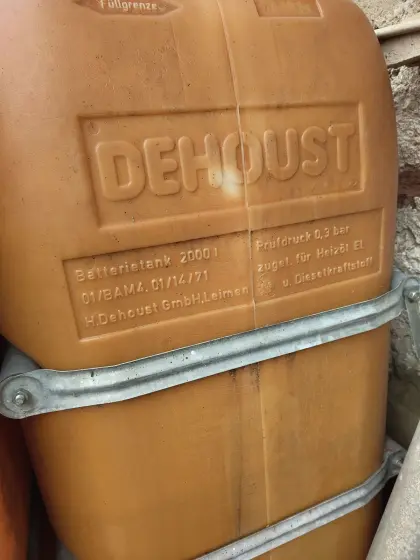 Füllgrenze
DEHOUST
Batterietank 2000 l
01/BAM4.01/14/71
H.Dehoust GmbH.Leimen
Prüfdruck 0,3 bar
zugel. für Heizöl EL
u. Dieselkraftstoff